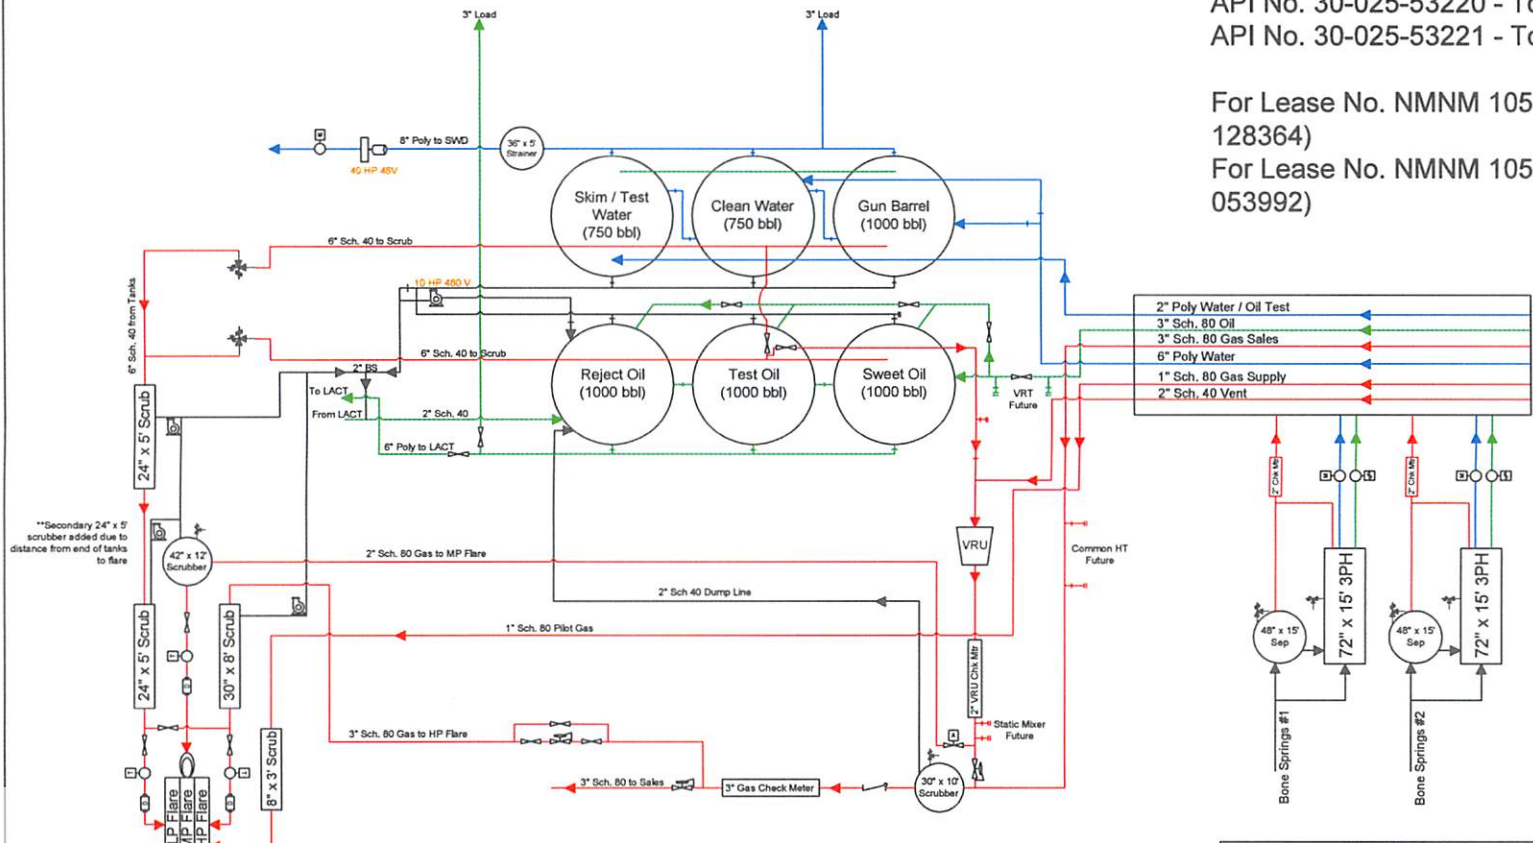 API No. 30-025-53220 - To
API No. 30-025-53221 - To
For Lease No. NMNM 105
128364)
For Lease No. NMNM 105
053992)
3" Load
3" Load
8" Poly to SWD
36" x 5'
Strainer
40 HP 48V
Skim / Test
Water
(750 bbl)
Clean Water
(750 bbl)
Gun Barrel
(1000 bbl)
6" Sch. 40 to Scrub
10 HP 480 V
6" Sch. 40 from Tanks
6" Sch. 40 to Scrub
2" BS
To LACT
From LACT
2" Sch. 40
6" Poly to LACT
Reject Oil
(1000 bbl)
Test Oil
(1000 bbl)
Sweet Oil
(1000 bbl)
VRT
Future
2" Poly Water / Oil Test
3" Sch. 80 Oil
3" Sch. 80 Gas Sales
6" Poly Water
1" Sch. 80 Gas Supply
2" Sch. 40 Vent
24" x 5' Scrub
**Secondary 24" x 5'
scrubber added due to
distance from end of tanks
to flare
42" x 12'
Scrubber
2" Sch. 80 Gas to MP Flare
VRU
Common HT
Future
2" Chk Mtr
2" Chk Mtr
2" Sch 40 Dump Line
1" Sch. 80 Pilot Gas
24" x 5' Scrub
30" x 8' Scrub
48" x 15'
Sep
72" x 15' 3PH
48" x 15'
Sep
72" x 15' 3PH
2" VRU Chk Mtr
Static Mixer
Future
3" Sch. 80 Gas to HP Flare
8" x 3' Scrub
3" Sch. 80 to Sales
3" Gas Check Meter
30" x 10'
Scrubber
Bone Springs #1
Bone Springs #2
LP Flare
MP Flare
HP Flare